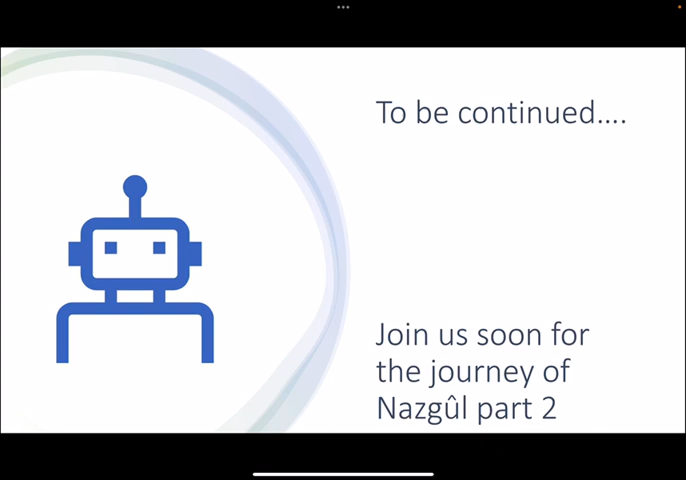 To be continued....
Join us soon for
the journey of
Nazgûl part 2